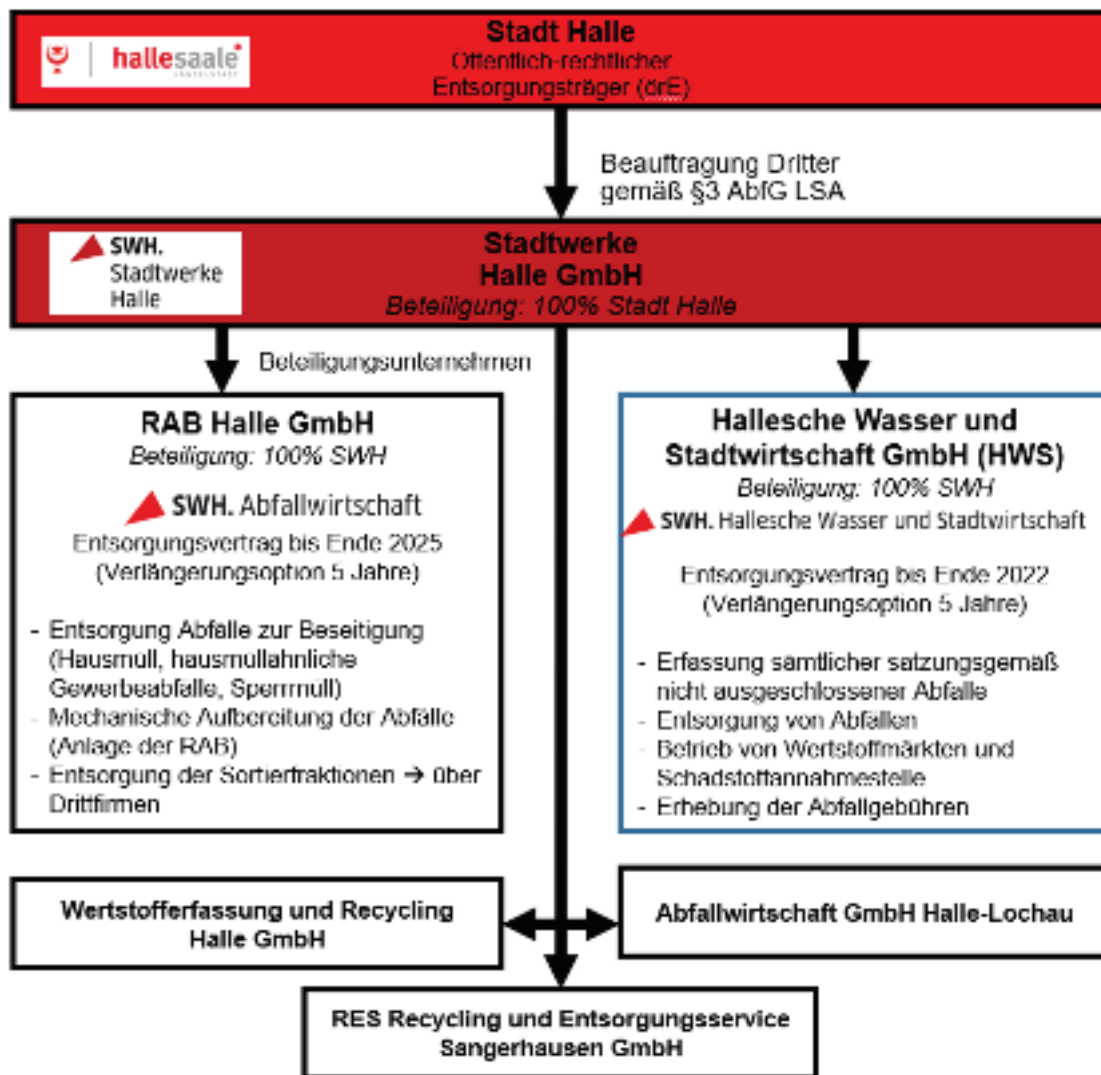 hallesaale*
HÄNDELSTADT
Stadt Halle
Öffentlich-rechtlicher
Entsorgungsträger (örE)
Beauftragung Dritter
gemäß §3 AbfG LSA
SWH.
Stadtwerke
Halle
Stadtwerke
Halle GmbH
Beteiligung: 100% Stadt Halle
Beteiligungsunternehmen
RAB Halle GmbH
Beteiligung: 100% SWH
SWH. Abfallwirtschaft
Entsorgungsvertrag bis Ende 2025
(Verlängerungsoption 5 Jahre)
- Entsorgung Abfälle zur Beseitigung
(Hausmüll, hausmüllähnliche
Gewerbeabfälle, Sperrmüll)
- Mechanische Aufbereitung der Abfälle
(Anlage der RAB)
- Entsorgung der Sortierfraktionen → über
Drittfirmen
Hallesche Wasser und
Stadtwirtschaft GmbH (HWS)
Beteiligung: 100% SWH
SWH. Hallesche Wasser und Stadtwirtschaft
Entsorgungsvertrag bis Ende 2022
(Verlängerungsoption 5 Jahre)
- Erfassung sämtlicher satzungsgemäß
nicht ausgeschlossener Abfälle
- Entsorgung von Abfällen
- Betrieb von Wertstoffmärkten und
Schadstoffannahmestelle
- Erhebung der Abfallgebühren
Wertstofferfassung und Recycling
Halle GmbH
Abfallwirtschaft GmbH Halle-Lochau
RES Recycling und Entsorgungsservice
Sangerhausen GmbH